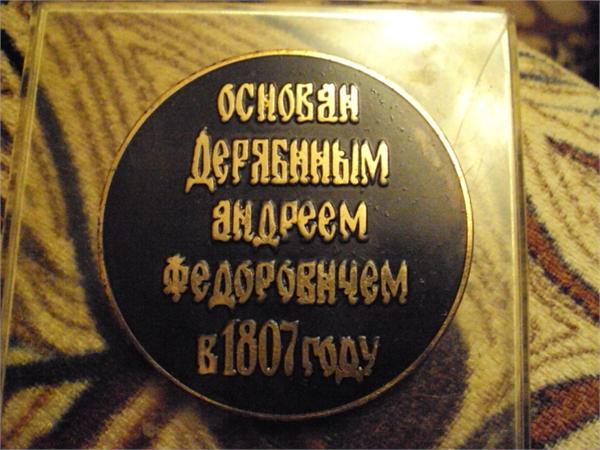 основан
Дерябиным
андреем
Федоровичем
в 1807 году